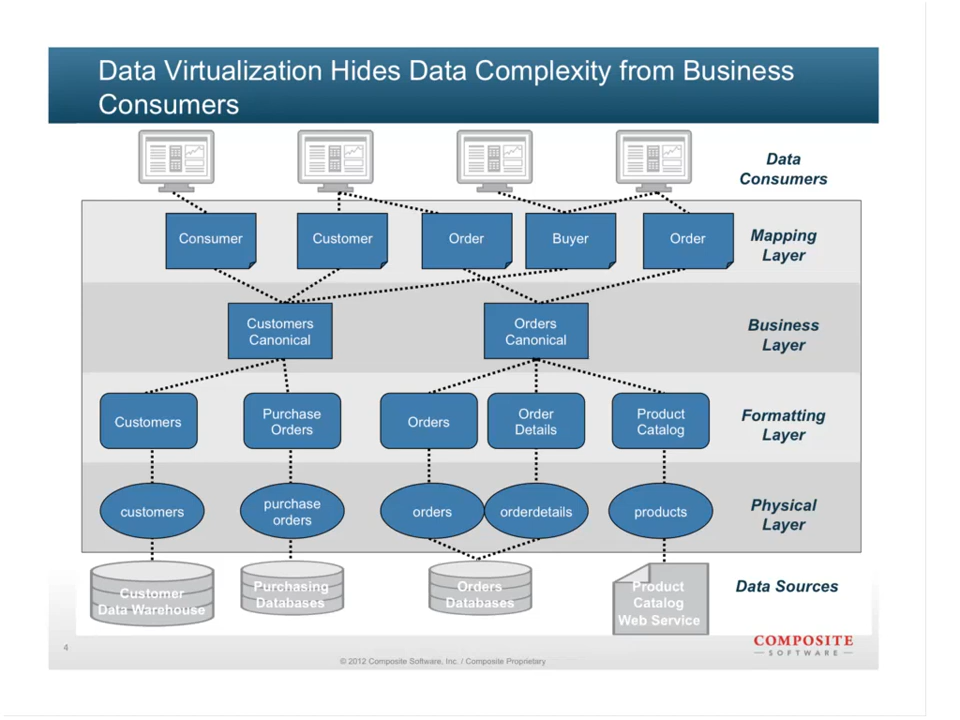 Data Virtualization Hides Data Complexity from Business
Consumers
Data
Consumers
Consumer
Customer
Order
Buyer
Order
Mapping
Layer
Customers
Canonical
Orders
Canonical
Business
Layer
Customers
Purchase
Orders
Orders
Order
Details
Product
Catalog
Formatting
Layer
customers
purchase
orders
orders
orderdetails
products
Physical
Layer
Customer
Data Warehouse
Purchasing
Databases
Orders
Databases
Product
Catalog
Web Service
Data Sources
4
© 2012 Composite Software, Inc. / Composite Proprietary
COMPOSITE
SOFTWARE